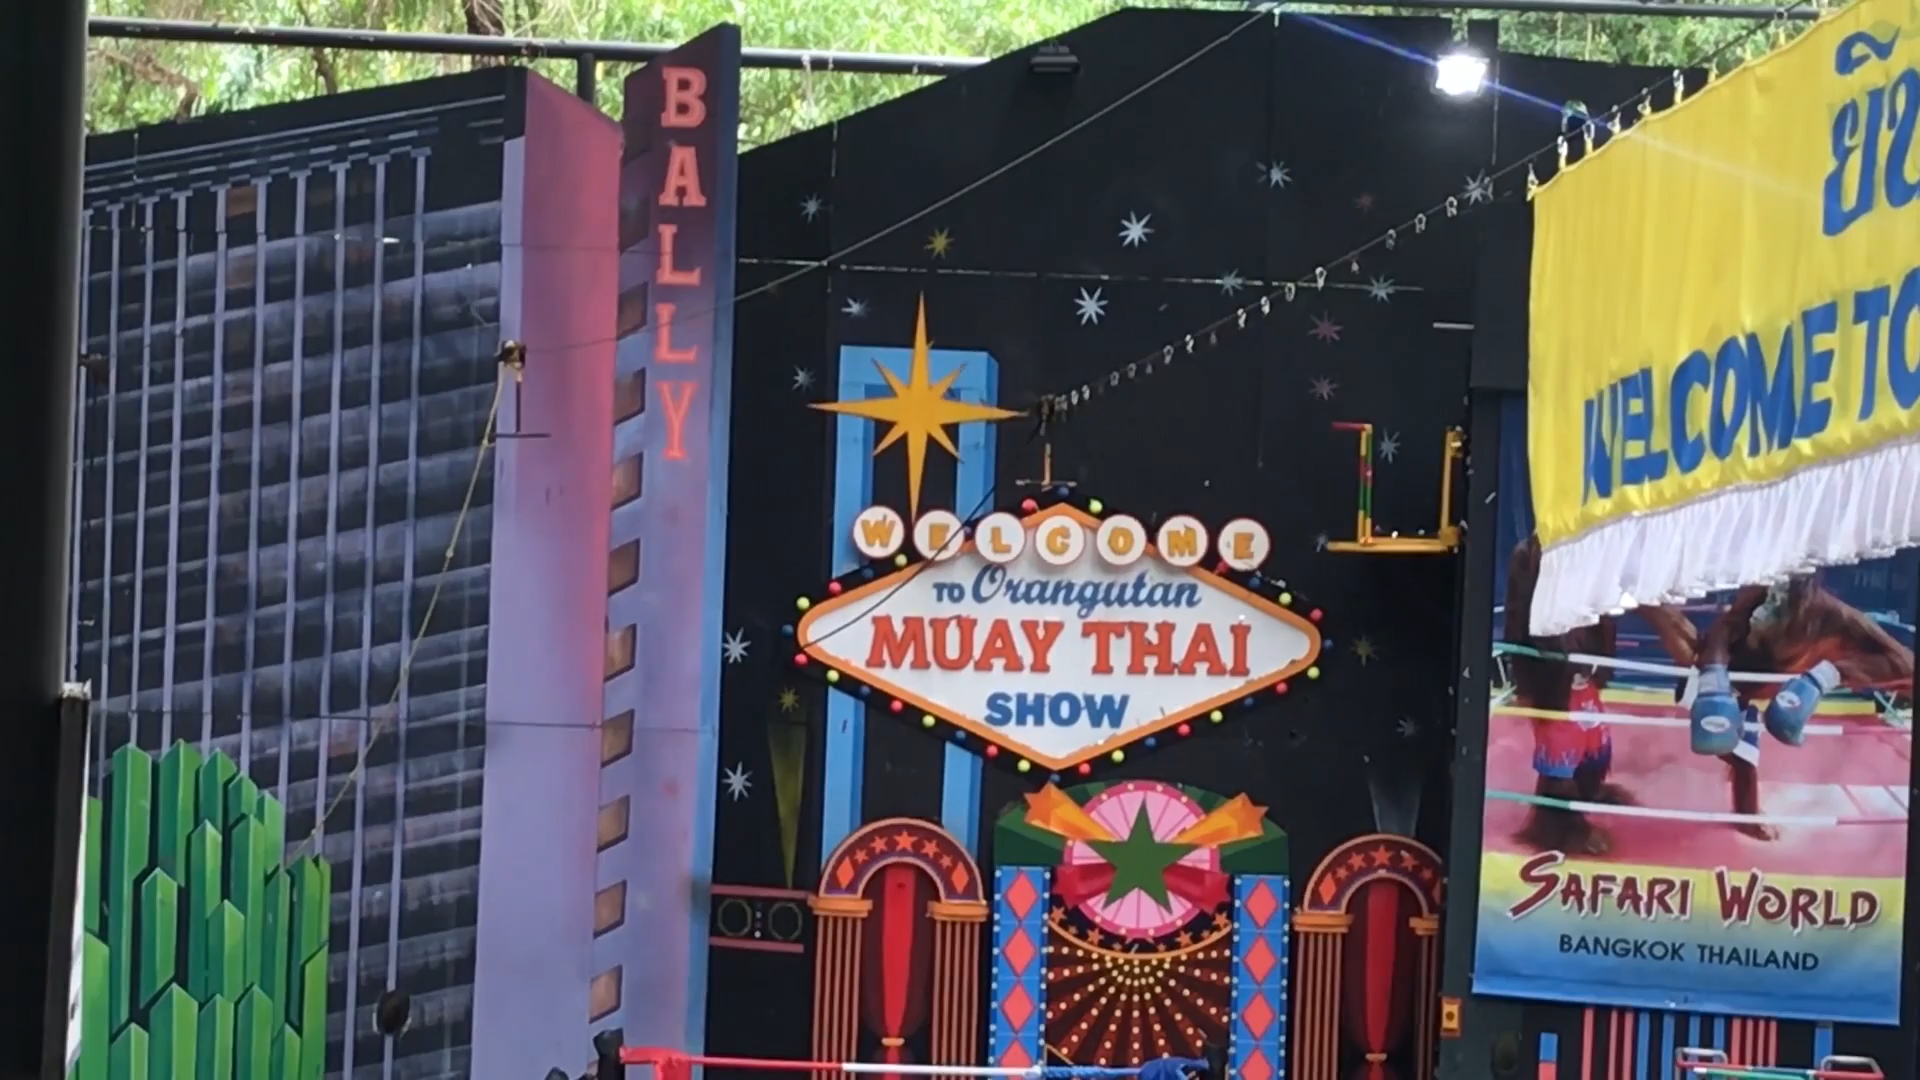 BALLY
WELCOME
TO Orangutan
MUAY THAI
SHOW
WELCOME TO
SAFARI WORLD
BANGKOK THAILAND